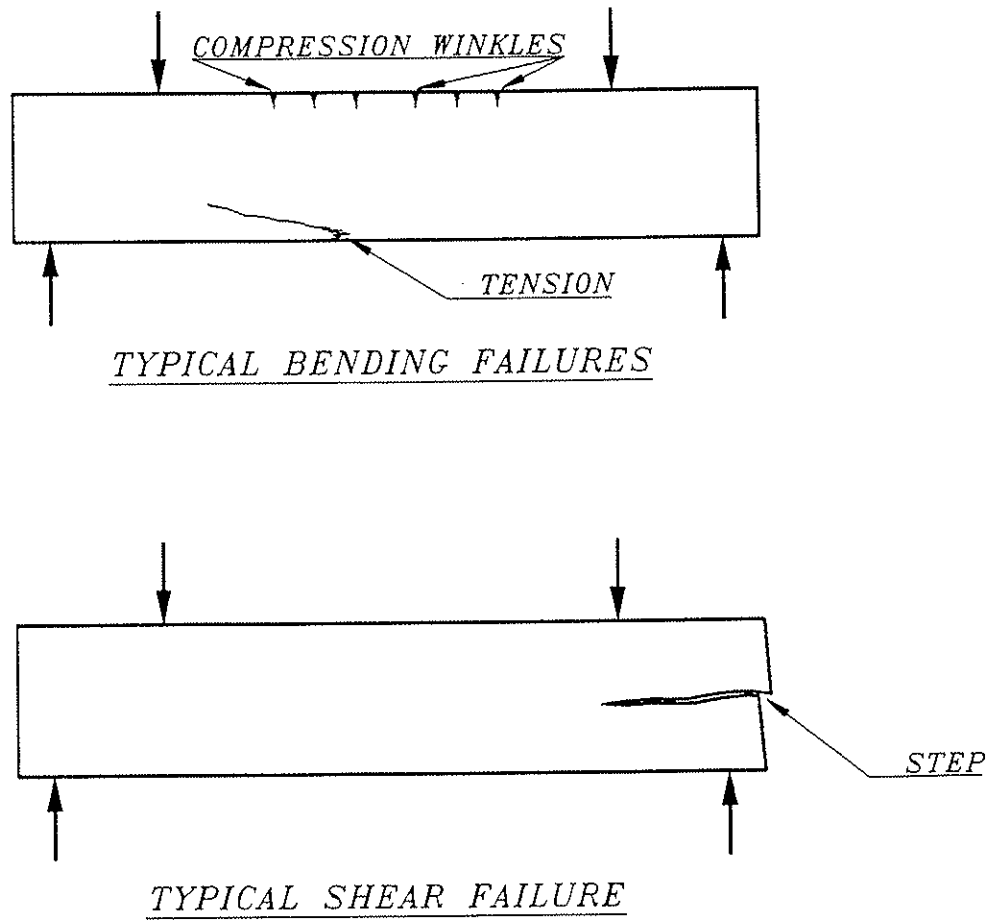 COMPRESSION WINKLES
TENSION
TYPICAL BENDING FAILURES
STEP
TYPICAL SHEAR FAILURE